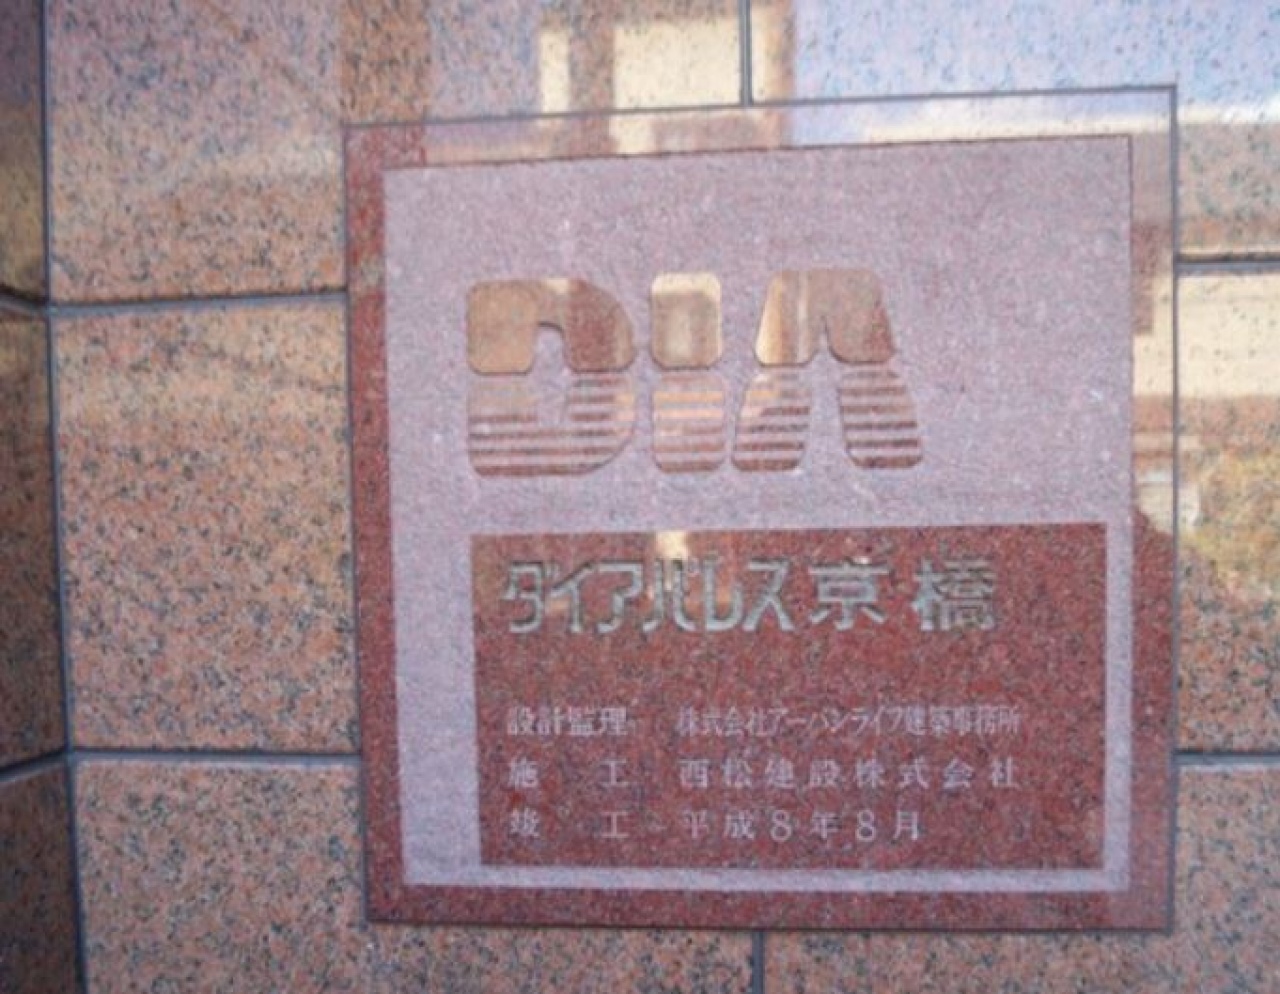 DIA
ダイアパレス京橋
設計監理 株式会社アーバンライフ建築事務所
施工 西松建設株式会社
竣工 平成8年8月